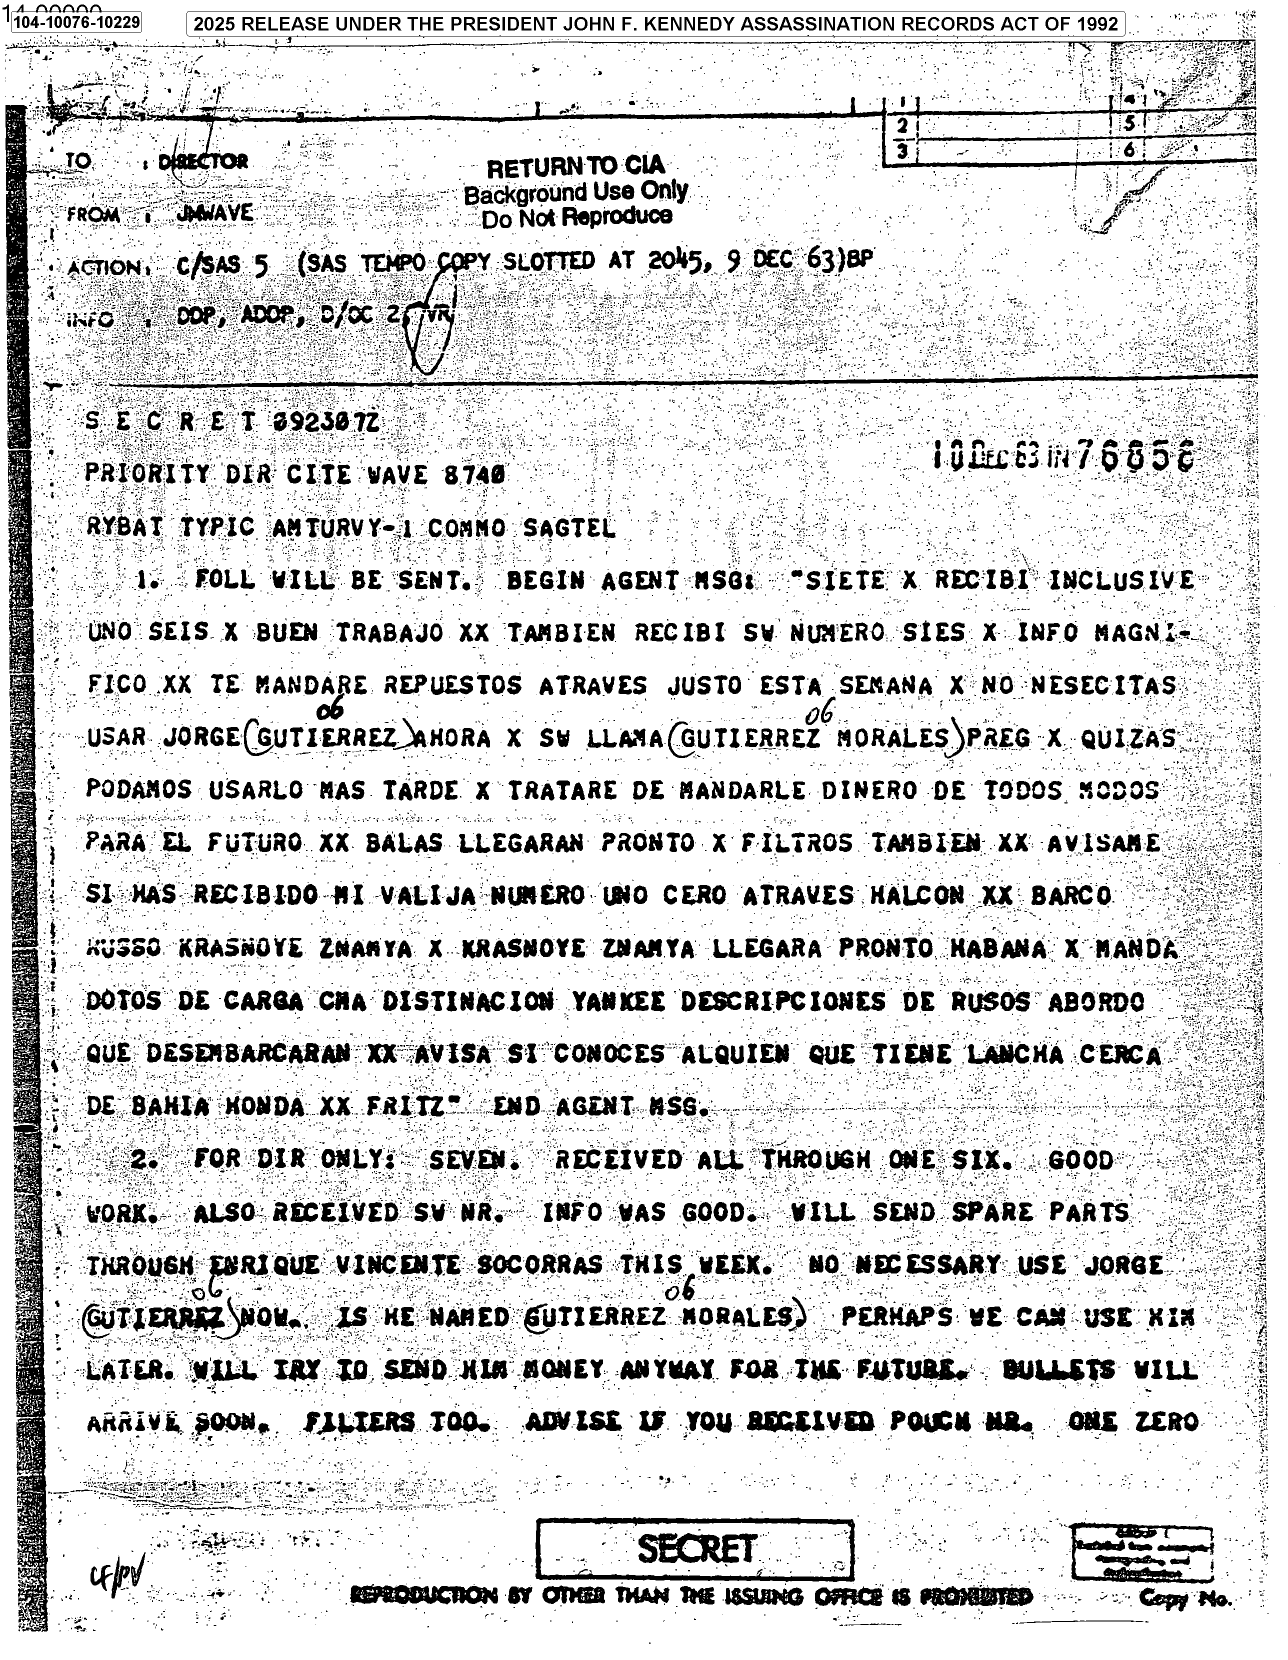 14-00000
104-10076-10229
2025 RELEASE UNDER THE PRESIDENT JOHN F. KENNEDY ASSASSINATION RECORDS ACT OF 1992
1 4
2 5
3 6
TO : DIRECTOR
RETURN TO CIA
Background Use Only
Do Not Reproduce
FROM : JMWAVE
ACTION: C/SAS 5 (SAS TEMPO COPY SLOTTED AT 2045, 9 DEC 63)BP
INFO : DDP, ADDP, D/OC 2, VR
S E C R E T 092307Z
10 DEC 63 IN 76858
PRIORITY DIR CITE WAVE 8740
RYBAT TYPIC AMTURVY-1 COMMO SAGTEL
1. FOLL WILL BE SENT. BEGIN AGENT MSG: "SIETE X RECIBI INCLUSIVE
UNO SEIS X BUEN TRABAJO XX TAMBIEN RECIBI SW NUMERO SIES X INFO MAGNI-
FICO XX TE MANDARE REPUESTOS ATRAVES JUSTO ESTA SEMANA X NO NESECITAS
06 06
USAR JORGE (GUTIERREZ) AHORA X SW LLAMA (GUTIERREZ MORALES) PREG X QUIZAS
PODAMOS USARLO MAS TARDE X TRATARE DE MANDARLE DINERO DE TODOS MODOS
PARA EL FUTURO XX BALAS LLEGARAN PRONTO X FILTROS TAMBIEN XX AVISAME
SI HAS RECIBIDO MI VALIJA NUMERO UNO CERO ATRAVES HALCON XX BARCO
RUSSO KRASNOYE ZNAMYA X KRASNOYE ZNAMYA LLEGARA PRONTO HABANA X MANDA
DOTOS DE CARGA CMA DISTINACION YANKEE DESCRIPCIONES DE RUSOS ABORDO
QUE DESEMBARCARAN XX AVISA SI CONOCES ALQUIEN QUE TIENE LANCHA CERCA
DE BAHIA HONDA XX FRITZ" END AGENT MSG.
2. FOR DIR ONLY: SEVEN. RECEIVED ALL THROUGH ONE SIX. GOOD
WORK. ALSO RECEIVED SW NR. INFO WAS GOOD. WILL SEND SPARE PARTS
THROUGH ENRIQUE VINCENTE SOCORRAS THIS WEEK. NO NECESSARY USE JORGE
06 06
(GUTIERREZ) NOW. IS HE NAMED (GUTIERREZ MORALES) PERHAPS WE CAN USE HIM
LATER. WILL TRY TO SEND HIM MONEY ANYWAY FOR THE FUTURE. BULLETS WILL
ARRIVE SOON. FILTERS TOO. ADVISE IF YOU RECEIVED POUCH NR. ONE ZERO
SECRET
GROUP 1
Excluded from automatic
downgrading and
declassification
CF/PV
REPRODUCTION BY OTHER THAN THE ISSUING OFFICE IS PROHIBITED
Copy No.